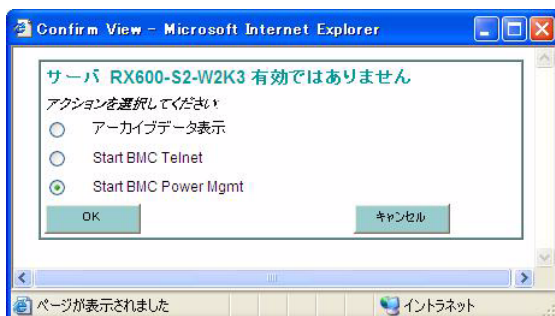 Confirm View - Microsoft Internet Explorer
サーバ RX600-S2-W2K3 有効ではありません
アクションを選択してください
アーカイブデータ表示
Start BMC Telnet
Start BMC Power Mgmt
OK キャンセル
ページが表示されました イントラネット